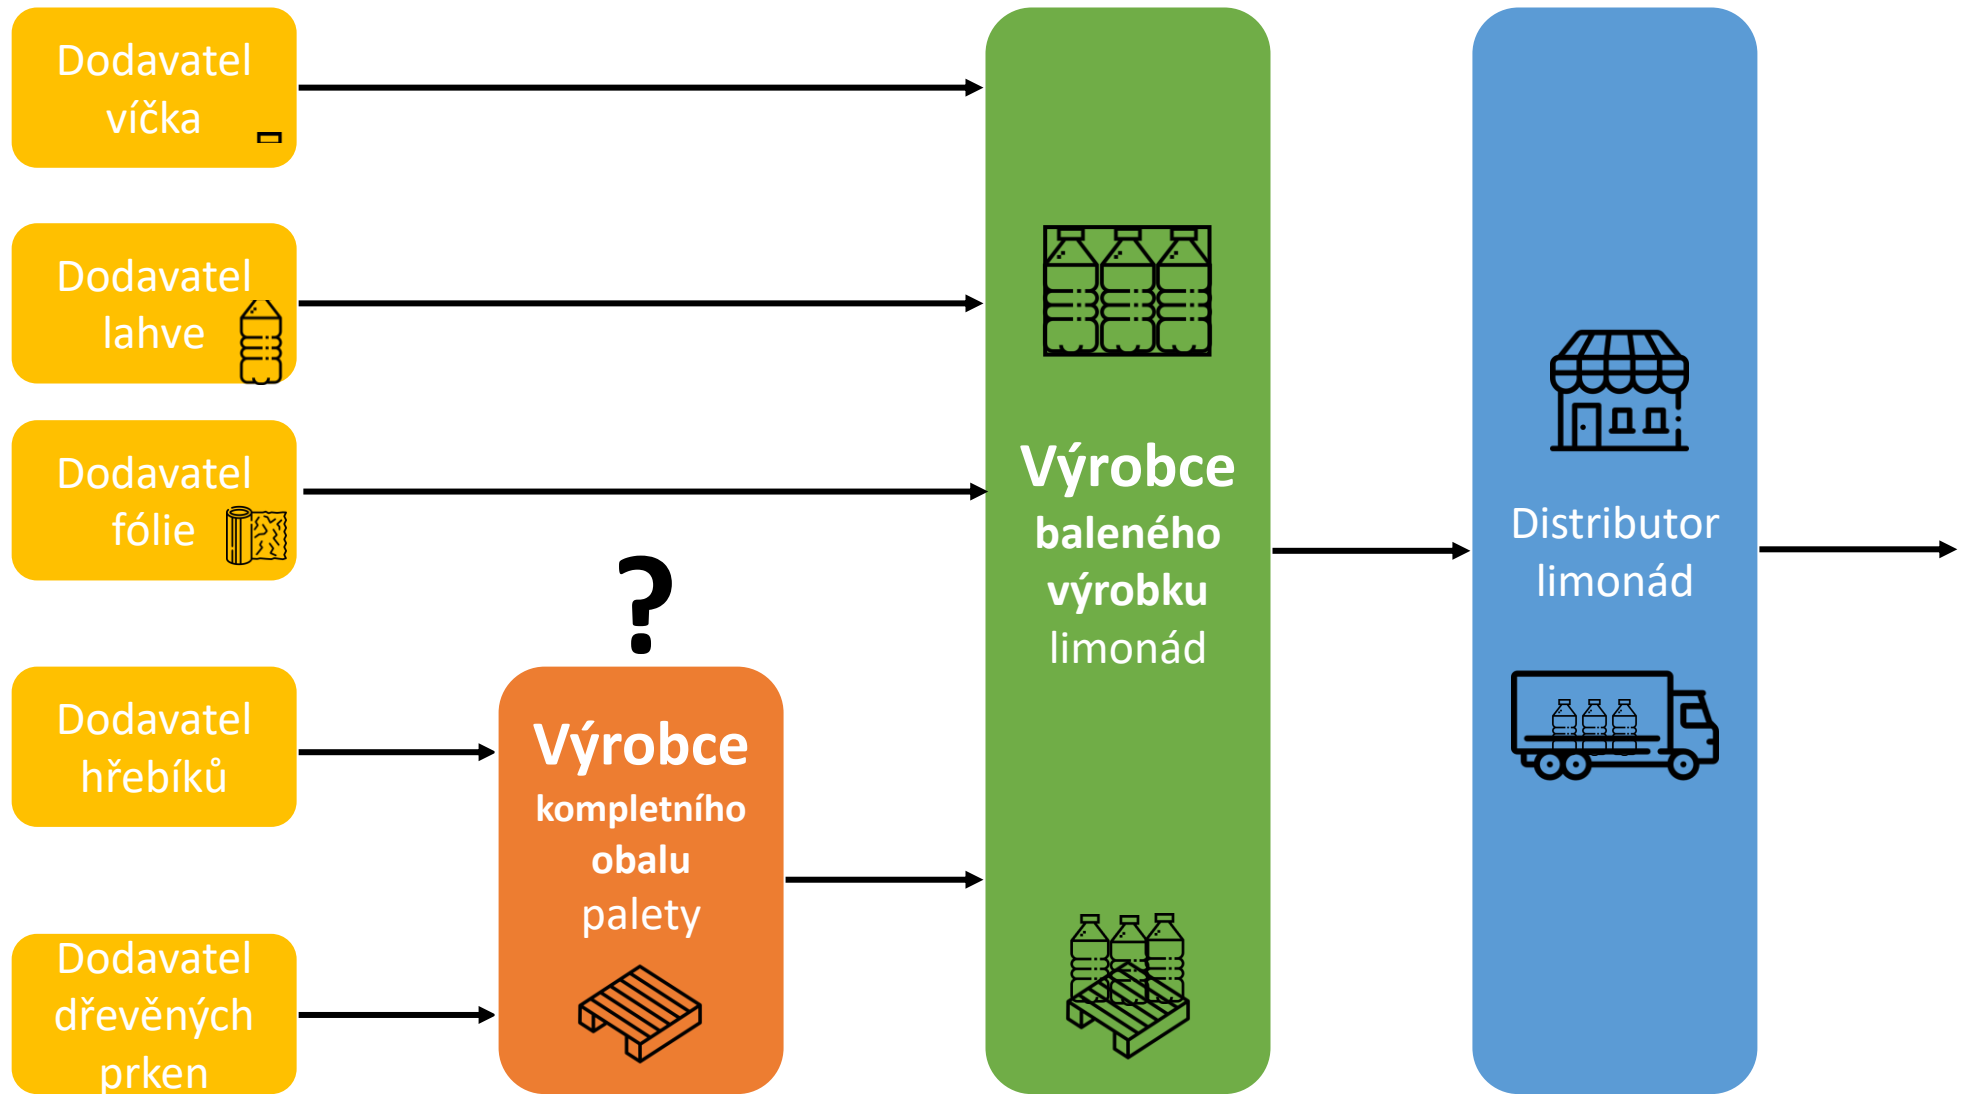 Dodavatel
víčka
Dodavatel
lahve
Dodavatel
fólie
Dodavatel
hřebíků
Dodavatel
dřevěných
prken
?
Výrobce
kompletního
obalu
palety
Výrobce
baleného
výrobku
limonád
Distributor
limonád